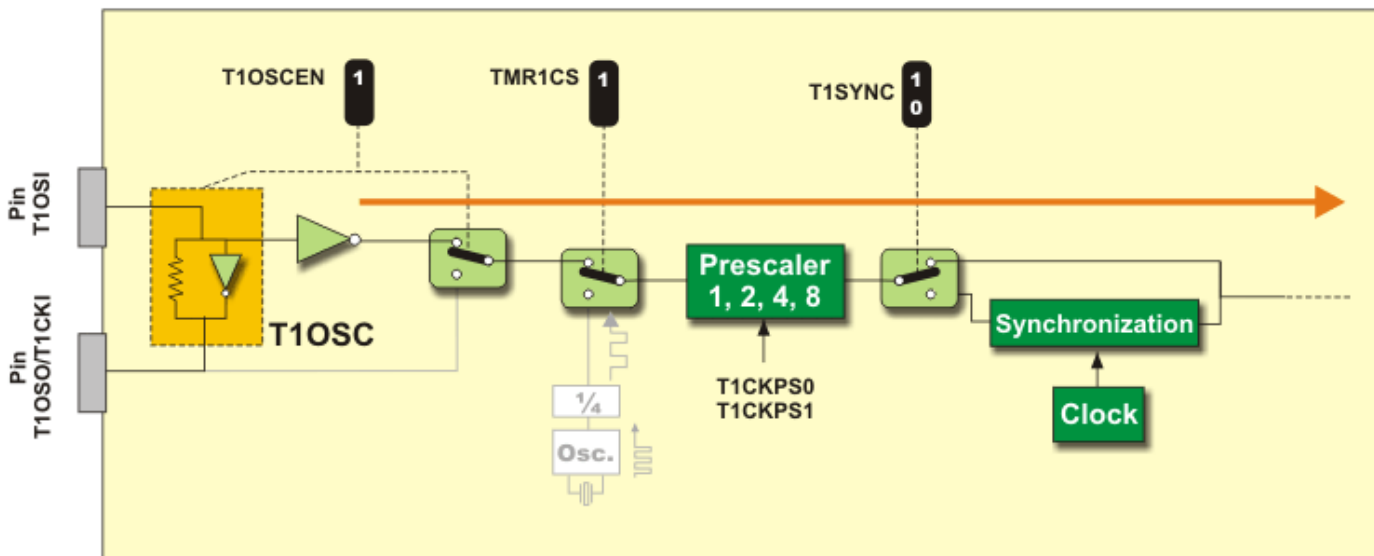 T1OSCEN
1
TMR1CS
1
T1SYNC
1
0
Pin
T1OSI
T1OSC
Prescaler
1, 2, 4, 8
Synchronization
Pin
T1OSO/T1CKI
¼
Osc.
T1CKPS0
T1CKPS1
Clock